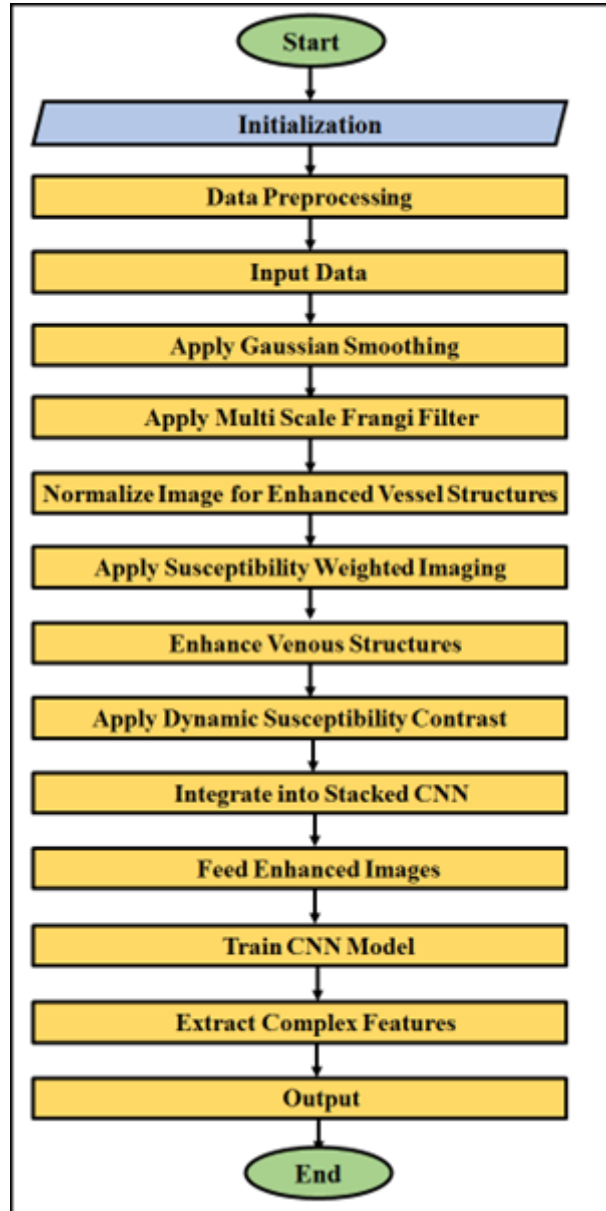 Start
Initialization
Data Preprocessing
Input Data
Apply Gaussian Smoothing
Apply Multi Scale Frangi Filter
Normalize Image for Enhanced Vessel Structures
Apply Susceptibility Weighted Imaging
Enhance Venous Structures
Apply Dynamic Susceptibility Contrast
Integrate into Stacked CNN
Feed Enhanced Images
Train CNN Model
Extract Complex Features
Output
End